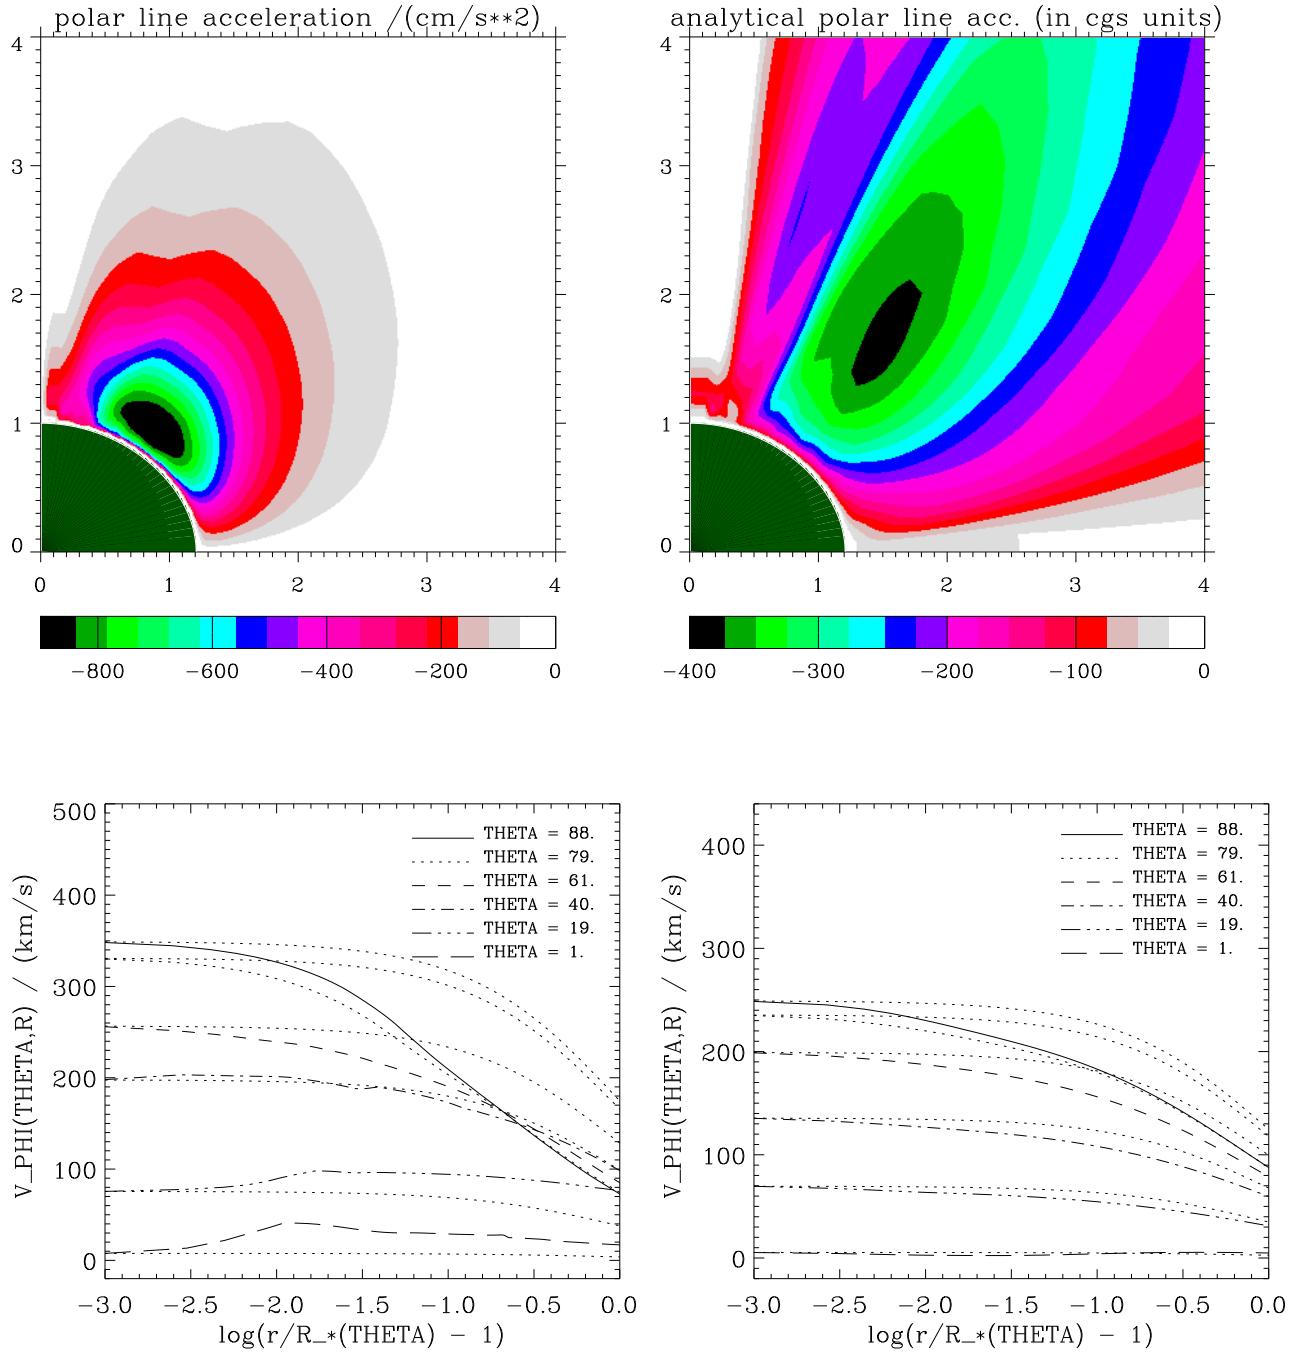 polar line acceleration /(cm/s**2)
4
3
2
1
0
0 1 2 3 4
-800 -600 -400 -200 0
analytical polar line acc. (in cgs units)
4
3
2
1
0
0 1 2 3 4
-400 -300 -200 -100 0
V_PHI(THETA,R) / (km/s)
500
400
300
200
100
0
THETA = 88.
THETA = 79.
THETA = 61.
THETA = 40.
THETA = 19.
THETA = 1.
-3.0 -2.5 -2.0 -1.5 -1.0 -0.5 0.0
log(r/R_*(THETA) - 1)
V_PHI(THETA,R) / (km/s)
400
300
200
100
0
THETA = 88.
THETA = 79.
THETA = 61.
THETA = 40.
THETA = 19.
THETA = 1.
-3.0 -2.5 -2.0 -1.5 -1.0 -0.5 0.0
log(r/R_*(THETA) - 1)